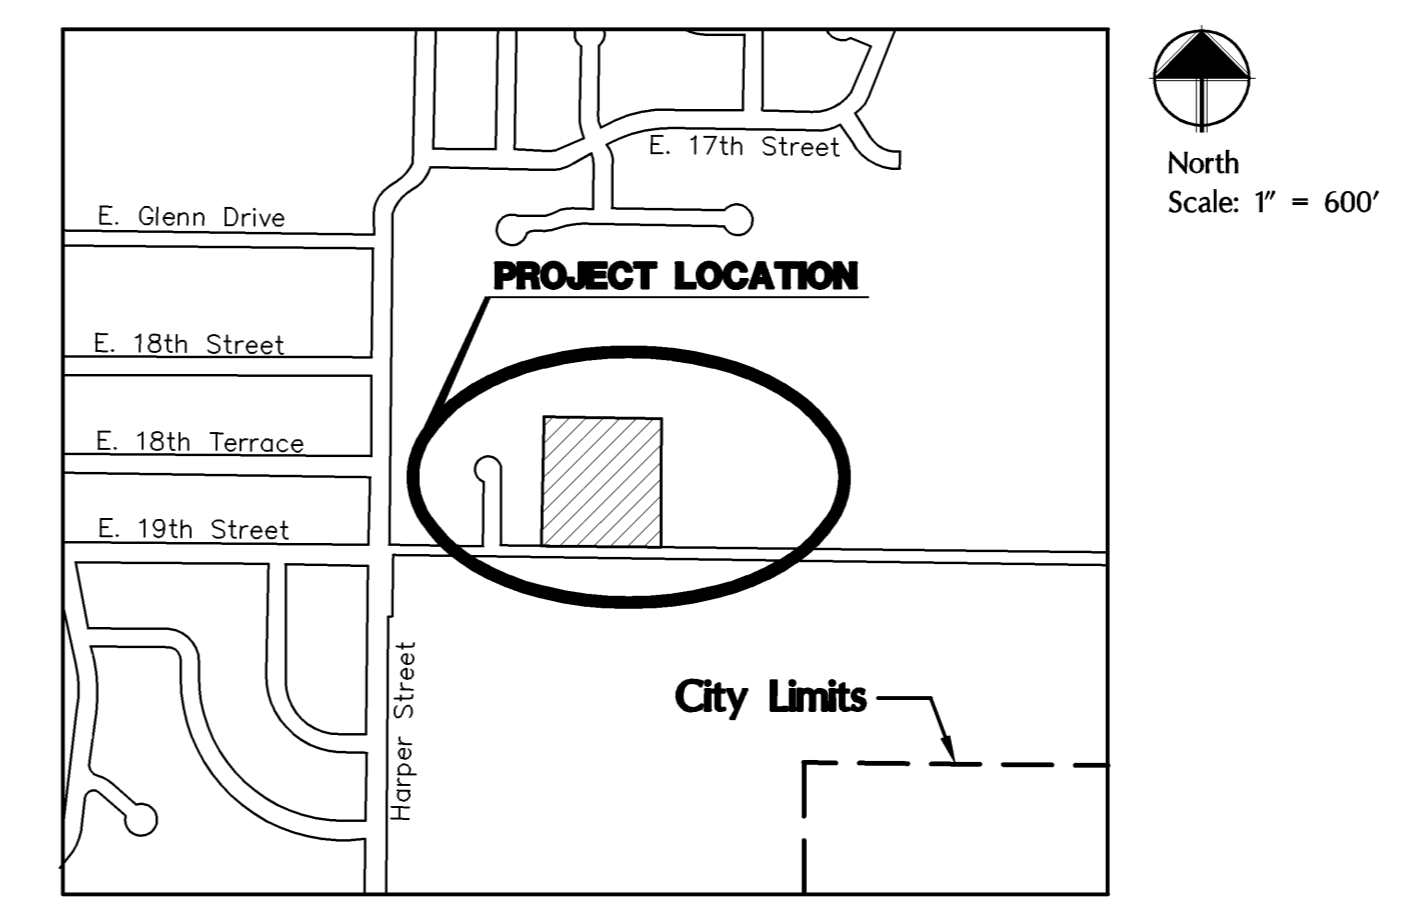 E. 17th Street
North
Scale: 1" = 600'
E. Glenn Drive
PROJECT LOCATION
E. 18th Street
E. 18th Terrace
E. 19th Street
Harper Street
City Limits